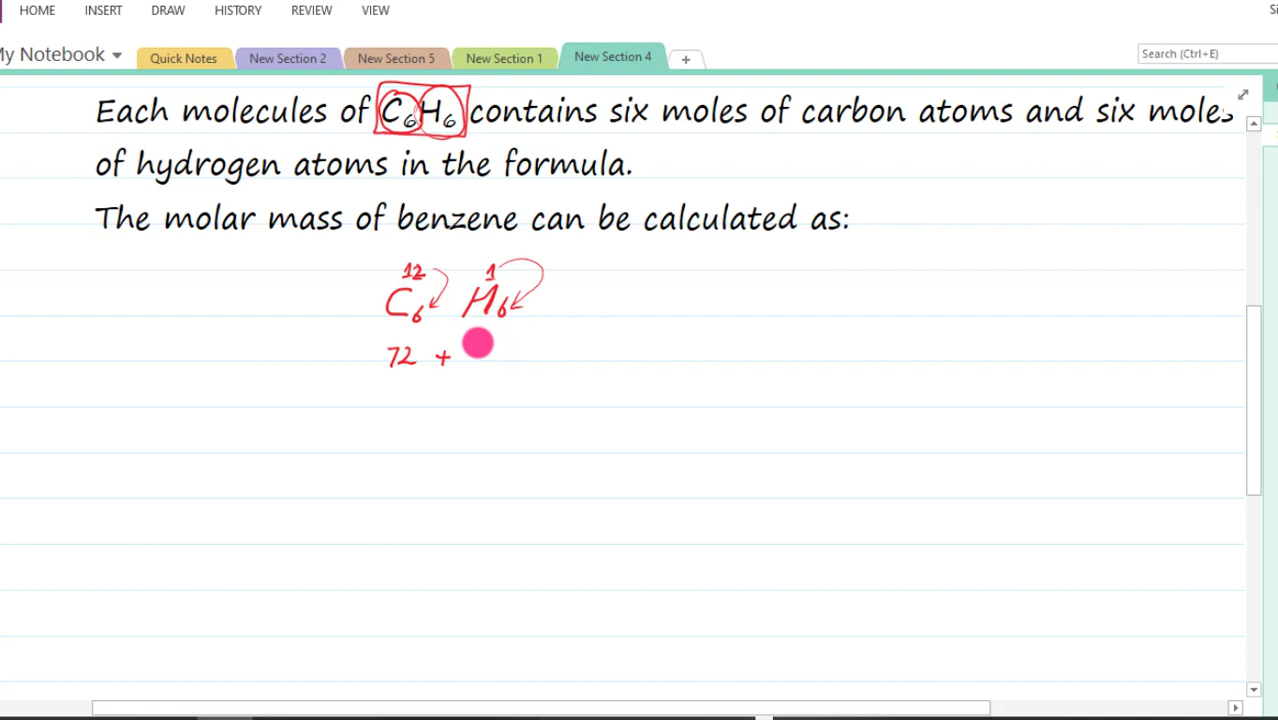 HOME INSERT DRAW HISTORY REVIEW VIEW
My Notebook Quick Notes New Section 2 New Section 5 New Section 1 New Section 4 + Search (Ctrl+E)
Each molecules of C6H6 contains six moles of carbon atoms and six moles
of hydrogen atoms in the formula.
The molar mass of benzene can be calculated as:
12 1
C6 H6
72 +